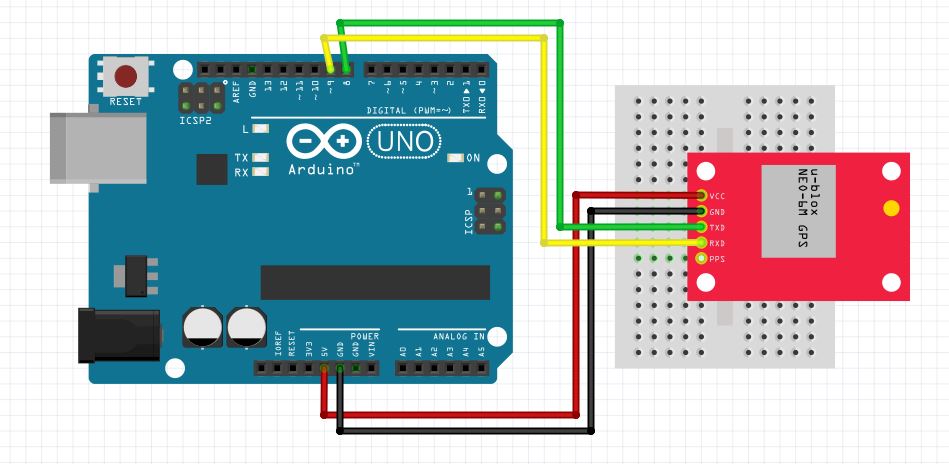 RESET
ICSP2
AREF
GND
13
12
~11
~10
~9
8
7
~6
~5
4
~3
2
TXD▶1
RXD◀0
DIGITAL (PWM=~)
L
TX
RX
Arduino™
UNO
ON
1
ICSP
IOREF
RESET
3V3
5V
GND
GND
VIN
POWER
ANALOG IN
A0
A1
A2
A3
A4
A5
VCC
GND
TXD
RXD
PPS
u-blox
NEO-6M GPS